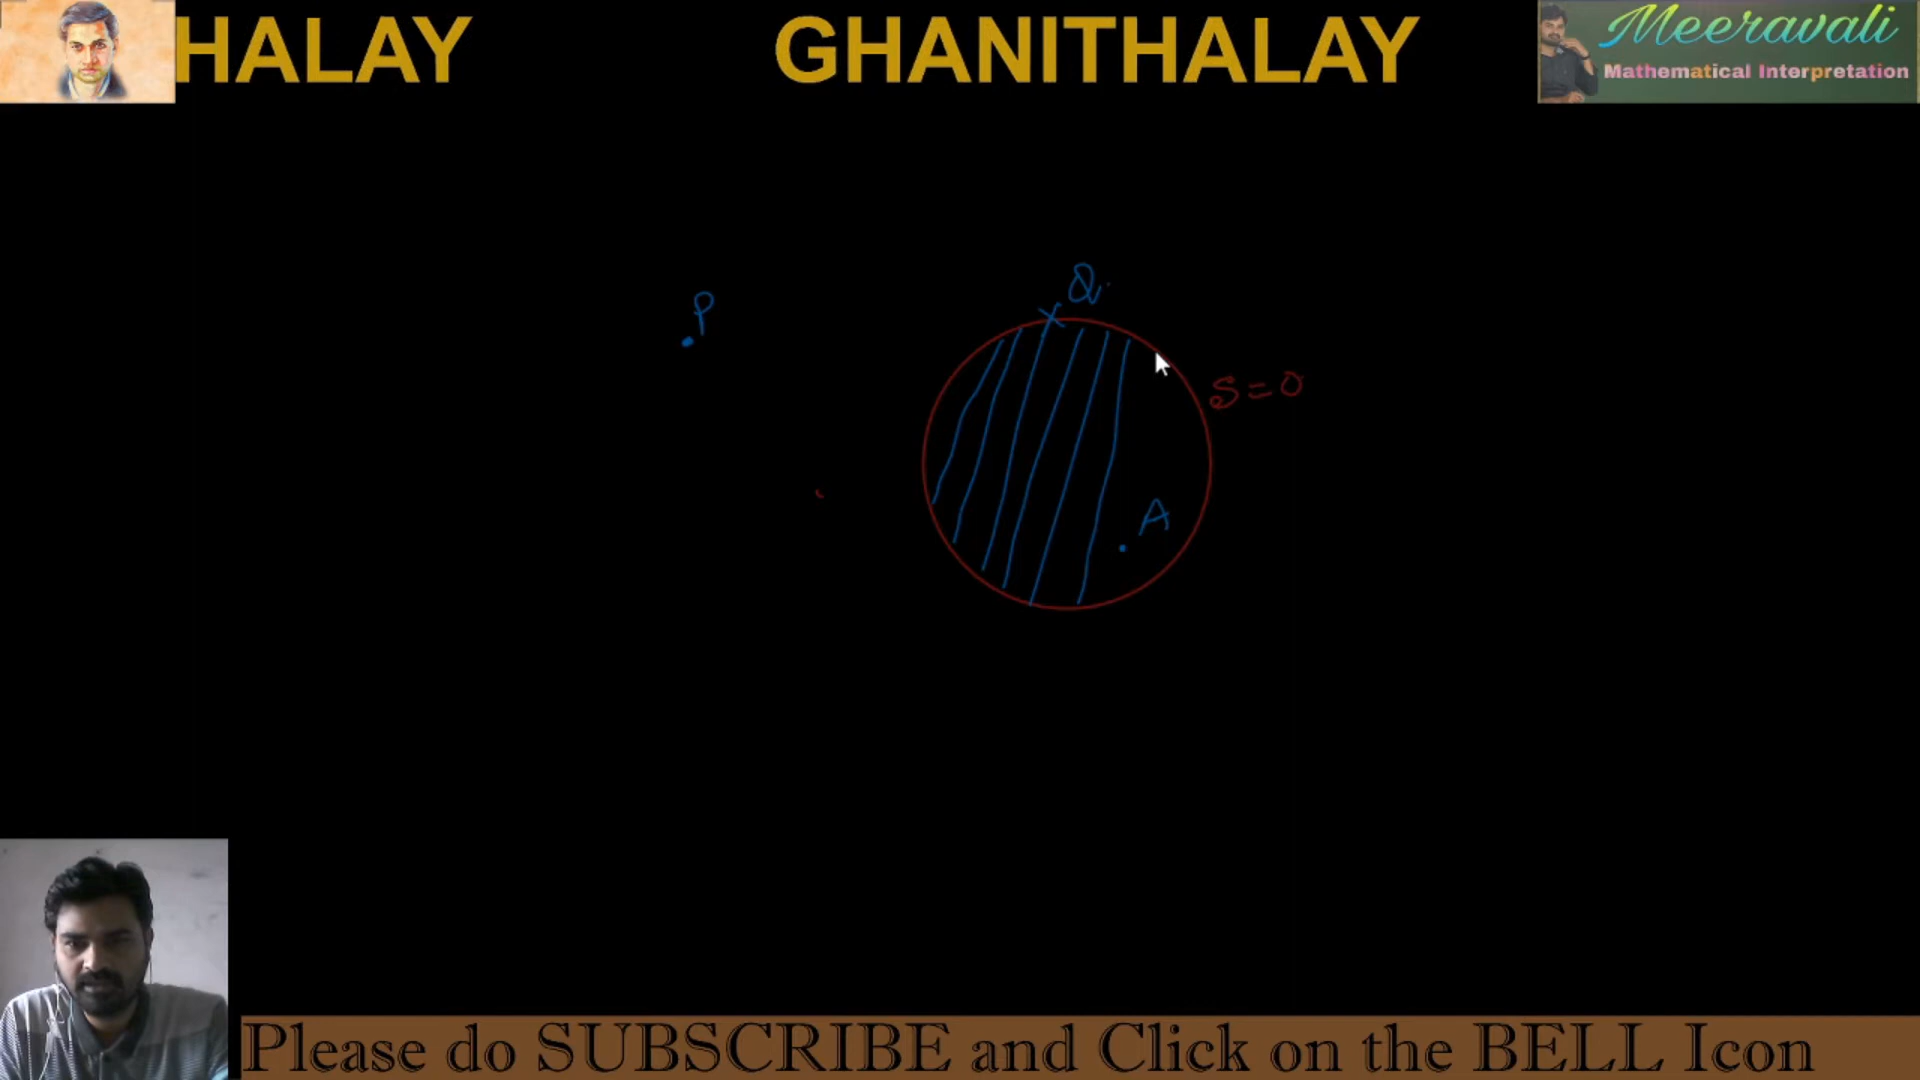 HALAY GHANITHALAY
Meeravali
Mathematical Interpretation
P
Q
S=0
A
Please do SUBSCRIBE and Click on the BELL Icon